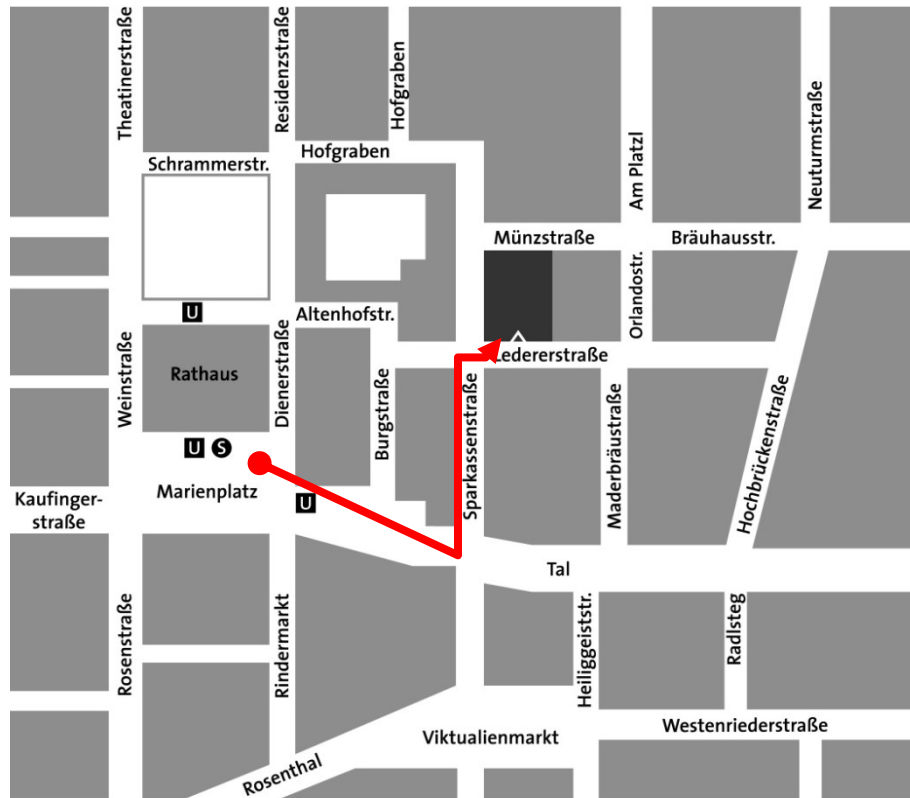 Theatinerstraße
Residenzstraße
Hofgraben
Am Platzl
Neuturmstraße
Schrammerstr.
Hofgraben
Münzstraße
Bräuhausstr.
U
Altenhofstr.
Orlandostr.
Weinstraße
Rathaus
Dienerstraße
Ledererstraße
Burgstraße
Sparkassenstraße
Maderbräustraße
Hochbrückenstraße
U S
Marienplatz
U
Kaufinger-
straße
Tal
Rosenstraße
Rindermarkt
Heiliggeiststr.
Radlsteg
Viktualienmarkt
Westenriederstraße
Rosenthal